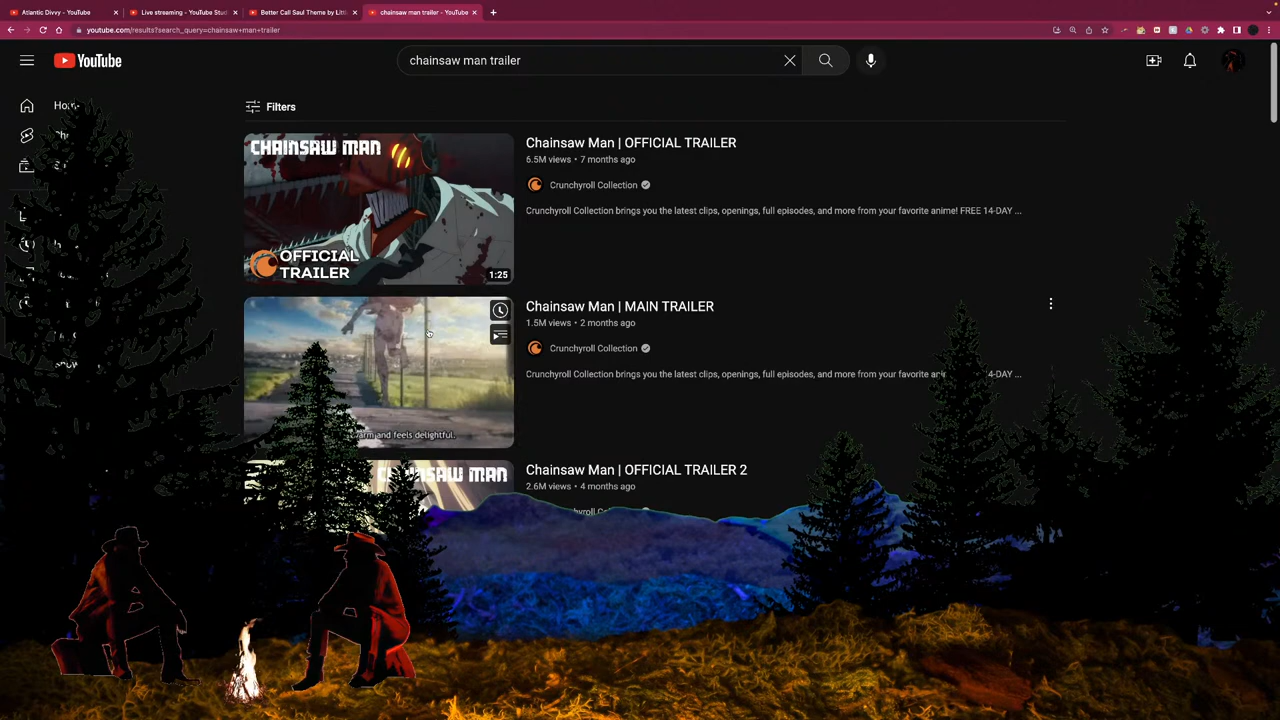 Atlantic Divvy - YouTube
Live streaming - YouTube Stud
Better Call Saul Theme by Littl
chainsaw man trailer - YouTube
youtube.com/results?search_query=chainsaw+man+trailer
YouTube
chainsaw man trailer
Filters
CHAINSAW MAN
OFFICIAL
TRAILER
1:25
Chainsaw Man | OFFICIAL TRAILER
6.5M views • 7 months ago
Crunchyroll Collection
Crunchyroll Collection brings you the latest clips, openings, full episodes, and more from your favorite anime! FREE 14-DAY ...
and feels delightful.
Chainsaw Man | MAIN TRAILER
1.5M views • 2 months ago
Crunchyroll Collection
Crunchyroll Collection brings you the latest clips, openings, full episodes, and more from your favorite 14-DAY ...
MAN
Chainsaw Man | OFFICIAL TRAILER 2
2.6M views • 4 months ago